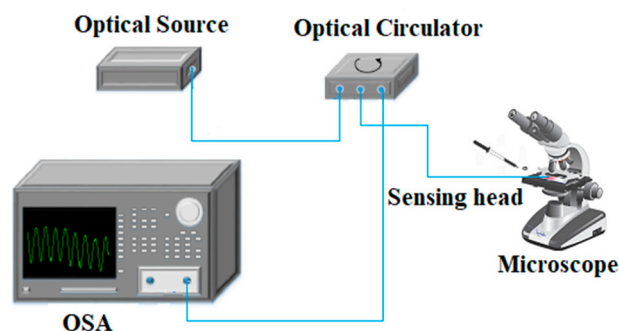 Optical Source
Optical Circulator
Sensing head
Microscope
OSA